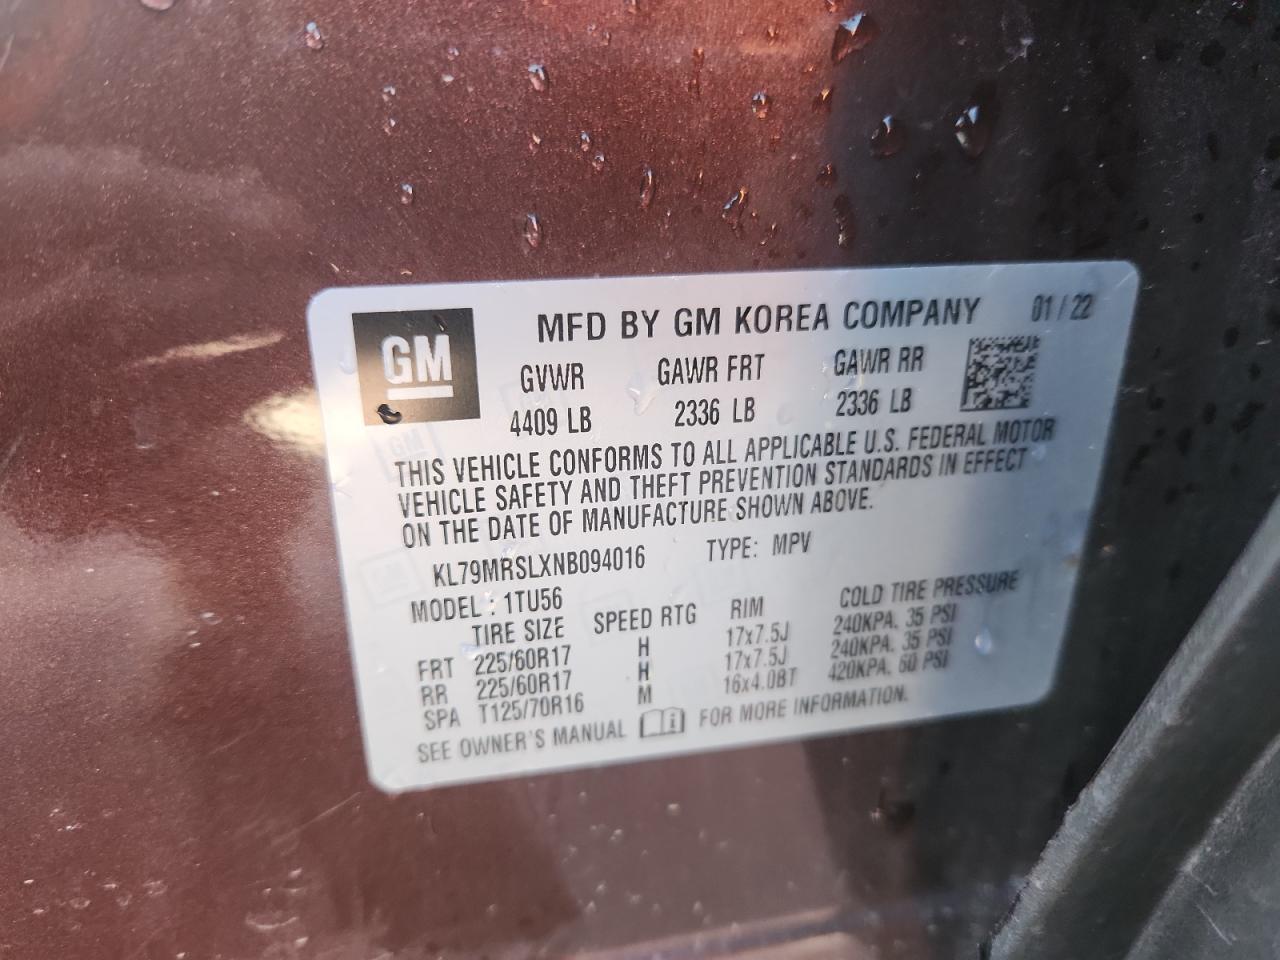 GM
MFD BY GM KOREA COMPANY 01/22
GVWR GAWR FRT GAWR RR
4409 LB 2336 LB 2336 LB
THIS VEHICLE CONFORMS TO ALL APPLICABLE U.S. FEDERAL MOTOR
VEHICLE SAFETY AND THEFT PREVENTION STANDARDS IN EFFECT
ON THE DATE OF MANUFACTURE SHOWN ABOVE.
KL79MRSLXNB094016 TYPE: MPV
MODEL : 1TU56
TIRE SIZE SPEED RTG RIM COLD TIRE PRESSURE
FRT 225/60R17 H 17x7.5J 240KPA, 35 PSI
RR 225/60R17 H 17x7.5J 240KPA, 35 PSI
SPA T125/70R16 M 16x4.0BT 420KPA, 60 PSI
SEE OWNER'S MANUAL FOR MORE INFORMATION.